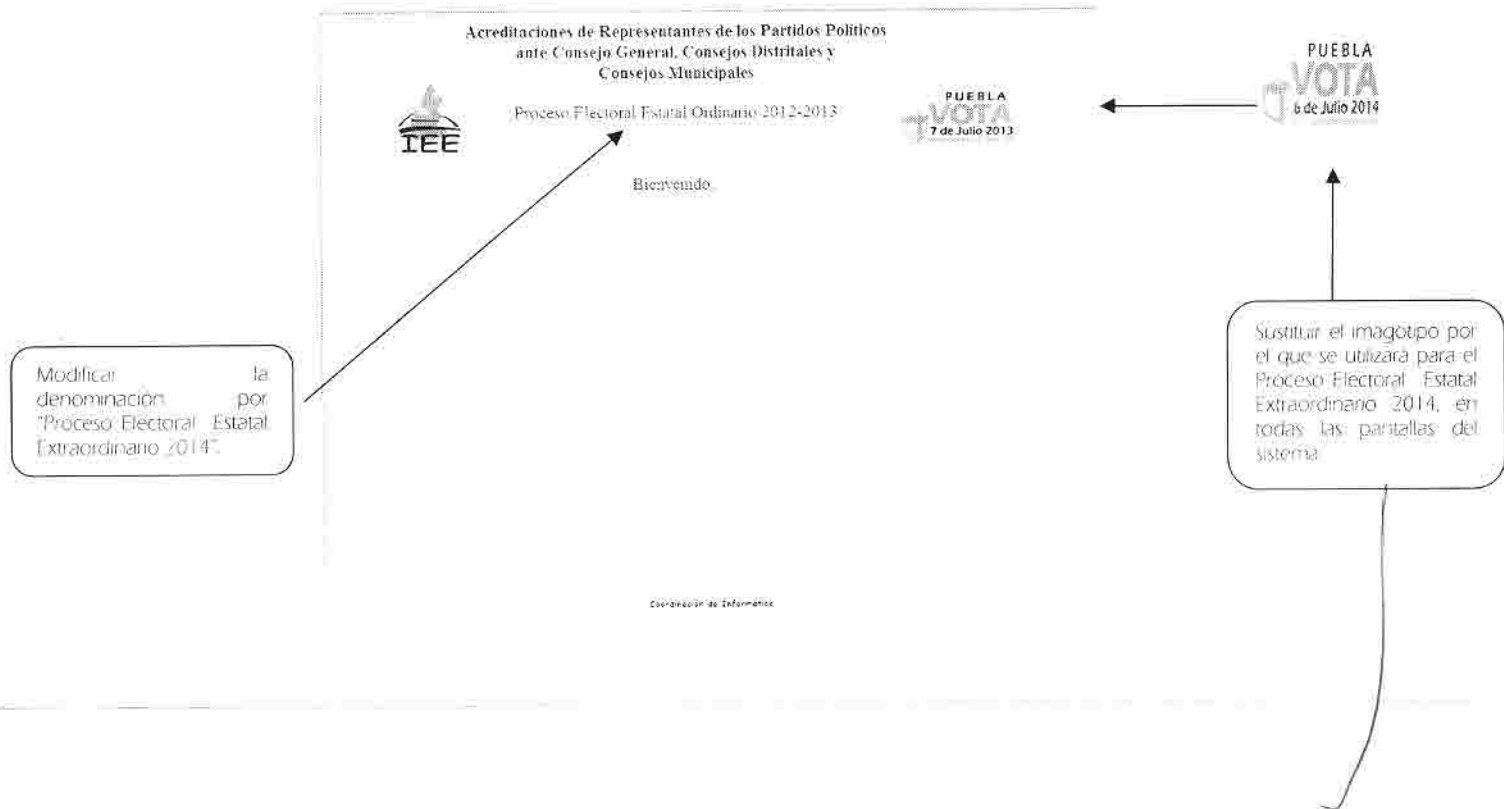 Acreditaciones de Representantes de los Partidos Políticos
ante Consejo General, Consejos Distritales y
Consejos Municipales
Proceso Electoral Estatal Ordinario 2012-2013
IEE
PUEBLA
VOTA
7 de Julio 2013
PUEBLA
VOTA
6 de Julio 2014
Bienvenido
Modificar la
denominación por
"Proceso Electoral Estatal
Extraordinario 2014".
Sustituir el imagotipo por
el que se utilizará para el
Proceso Electoral Estatal
Extraordinario 2014, en
todas las pantallas del
sistema
Coordinación de Informática